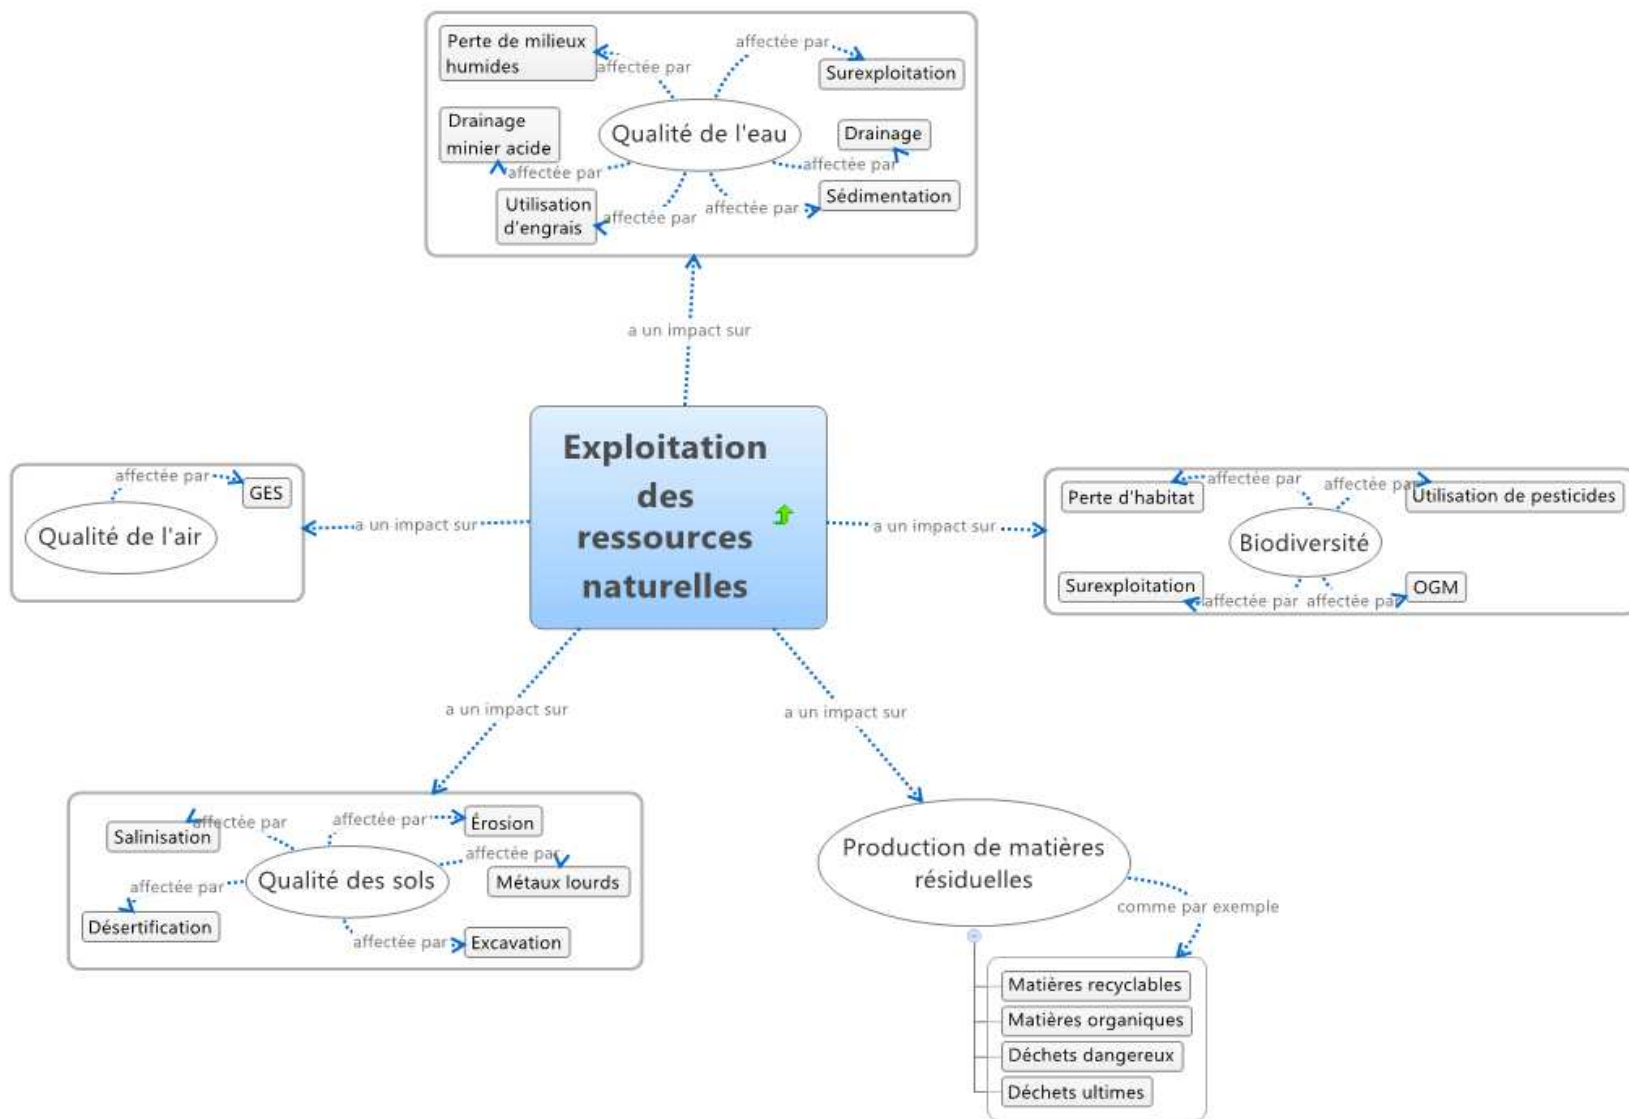 Perte de milieux
humides
affectée par
affectée par
Surexploitation
Drainage
minier acide
affectée par
Qualité de l'eau
Drainage
affectée par
Utilisation
d'engrais
affectée par
affectée par
Sédimentation
a un impact sur
Exploitation
des
ressources
naturelles
affectée par
GES
Qualité de l'air
a un impact sur
a un impact sur
Perte d'habitat
affectée par
affectée par
Utilisation de pesticides
Biodiversité
Surexploitation
affectée par
affectée par
OGM
a un impact sur
a un impact sur
Salinisation
affectée par
affectée par
Érosion
affectée par
Métaux lourds
Qualité des sols
affectée par
Désertification
affectée par
Excavation
Production de matières
résiduelles
comme par exemple
Matières recyclables
Matières organiques
Déchets dangereux
Déchets ultimes